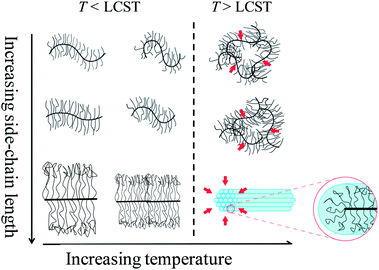 T < LCST
T > LCST
Increasing side-chain length
Increasing temperature